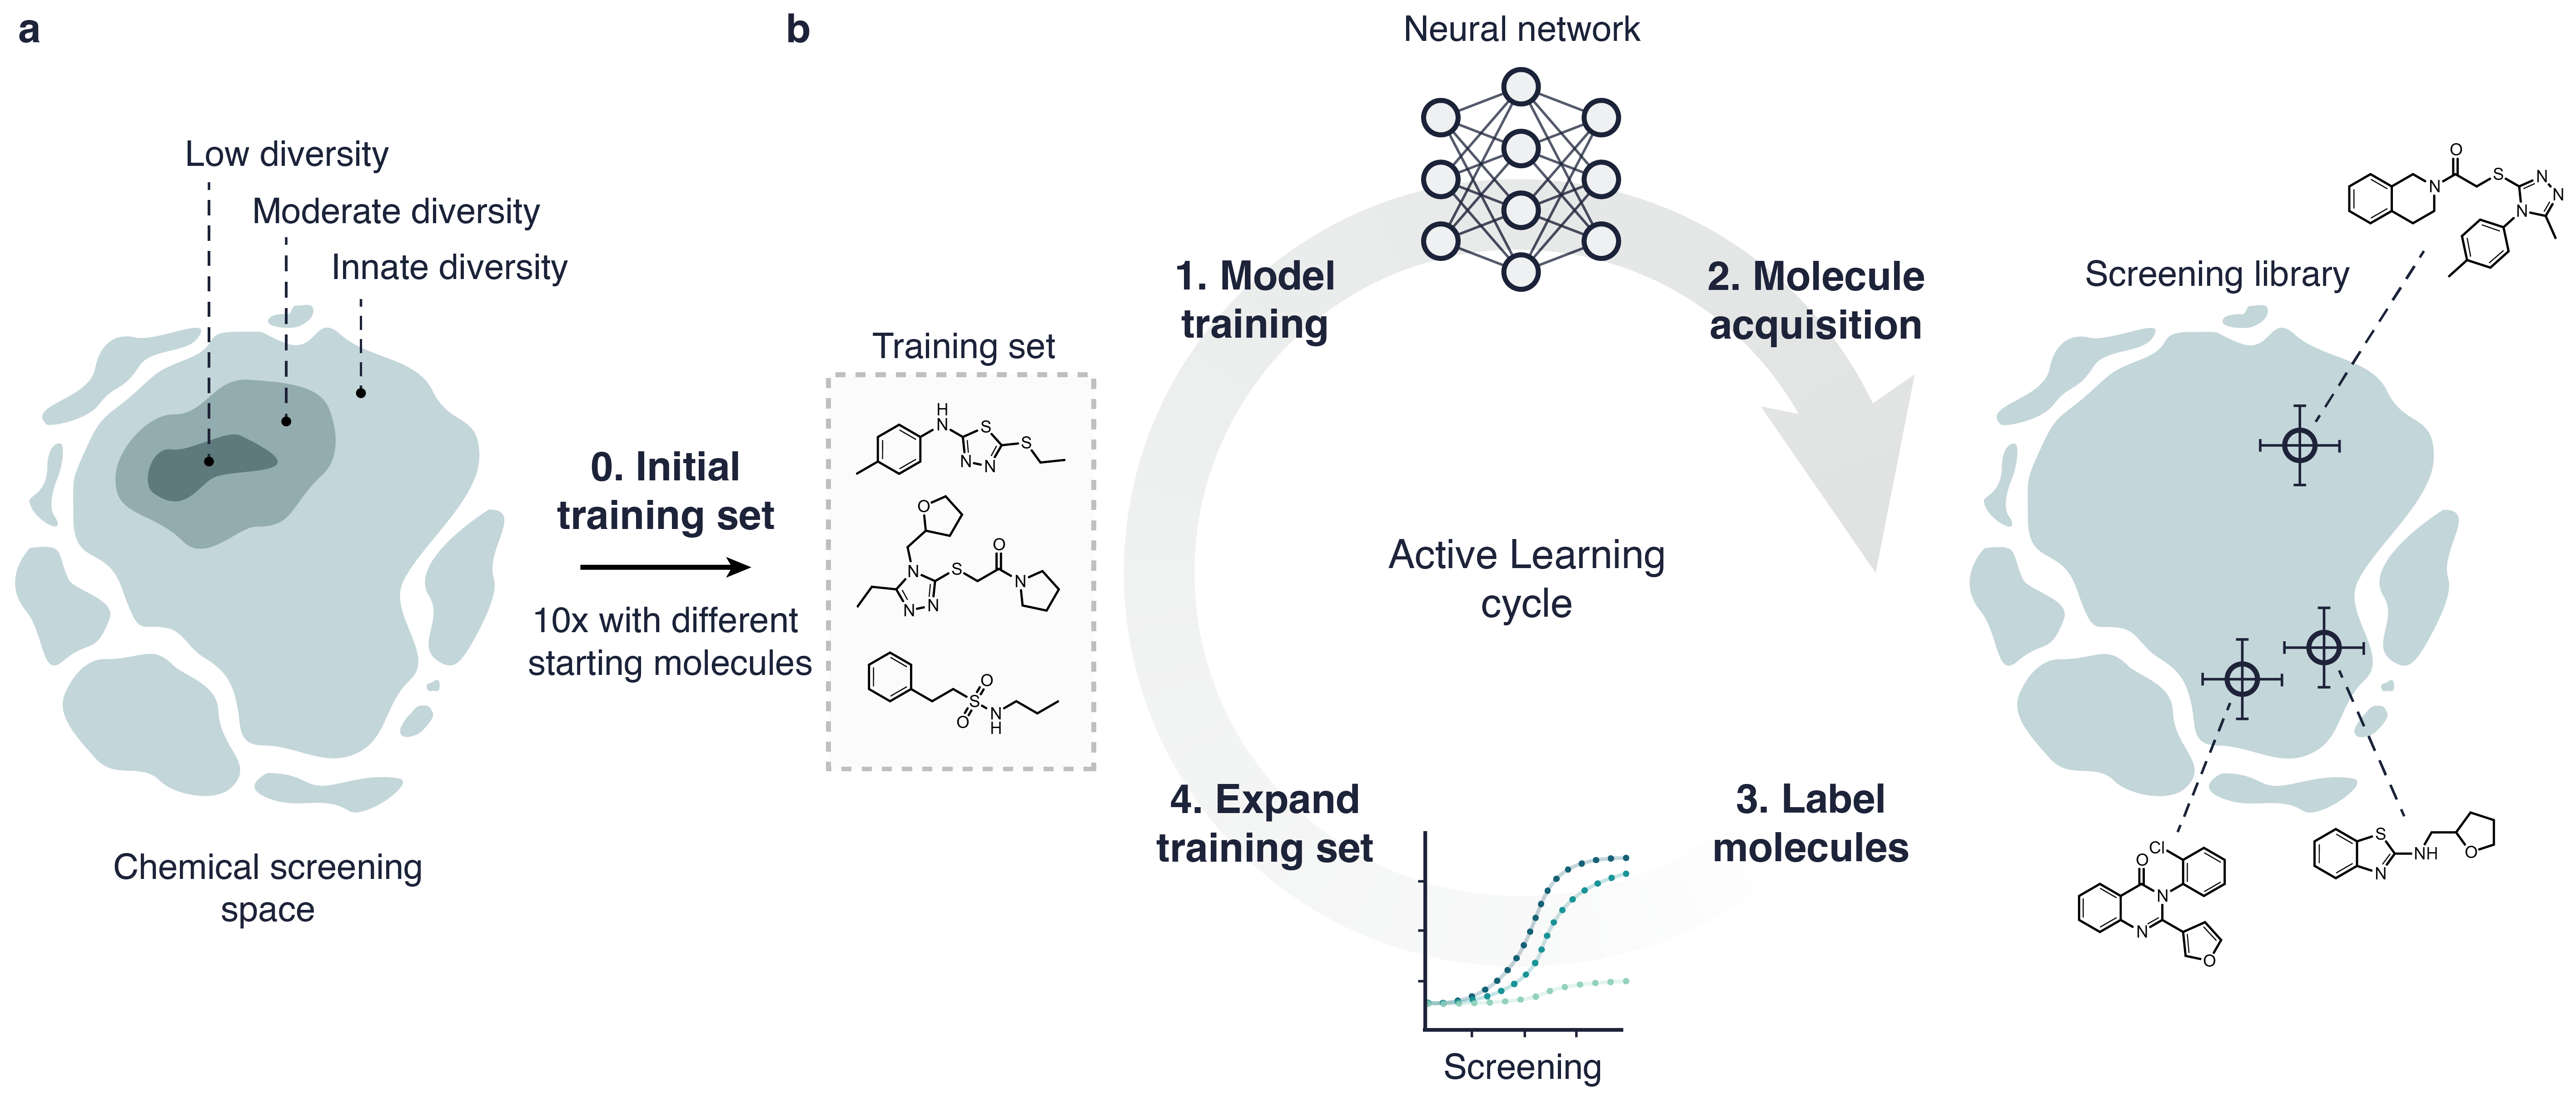 a
Low diversity
Moderate diversity
Innate diversity
Chemical screening
space
0. Initial
training set
10x with different
starting molecules
b
Neural network
1. Model
training
2. Molecule
acquisition
Training set
H
N
S
S
N
N
O
N
S
O
N
N
N
O
S
O
N
H
Active Learning
cycle
4. Expand
training set
3. Label
molecules
Screening
Screening library
O
N
S
N
N
N
Cl
O
N
N
O
S
NH
N
O